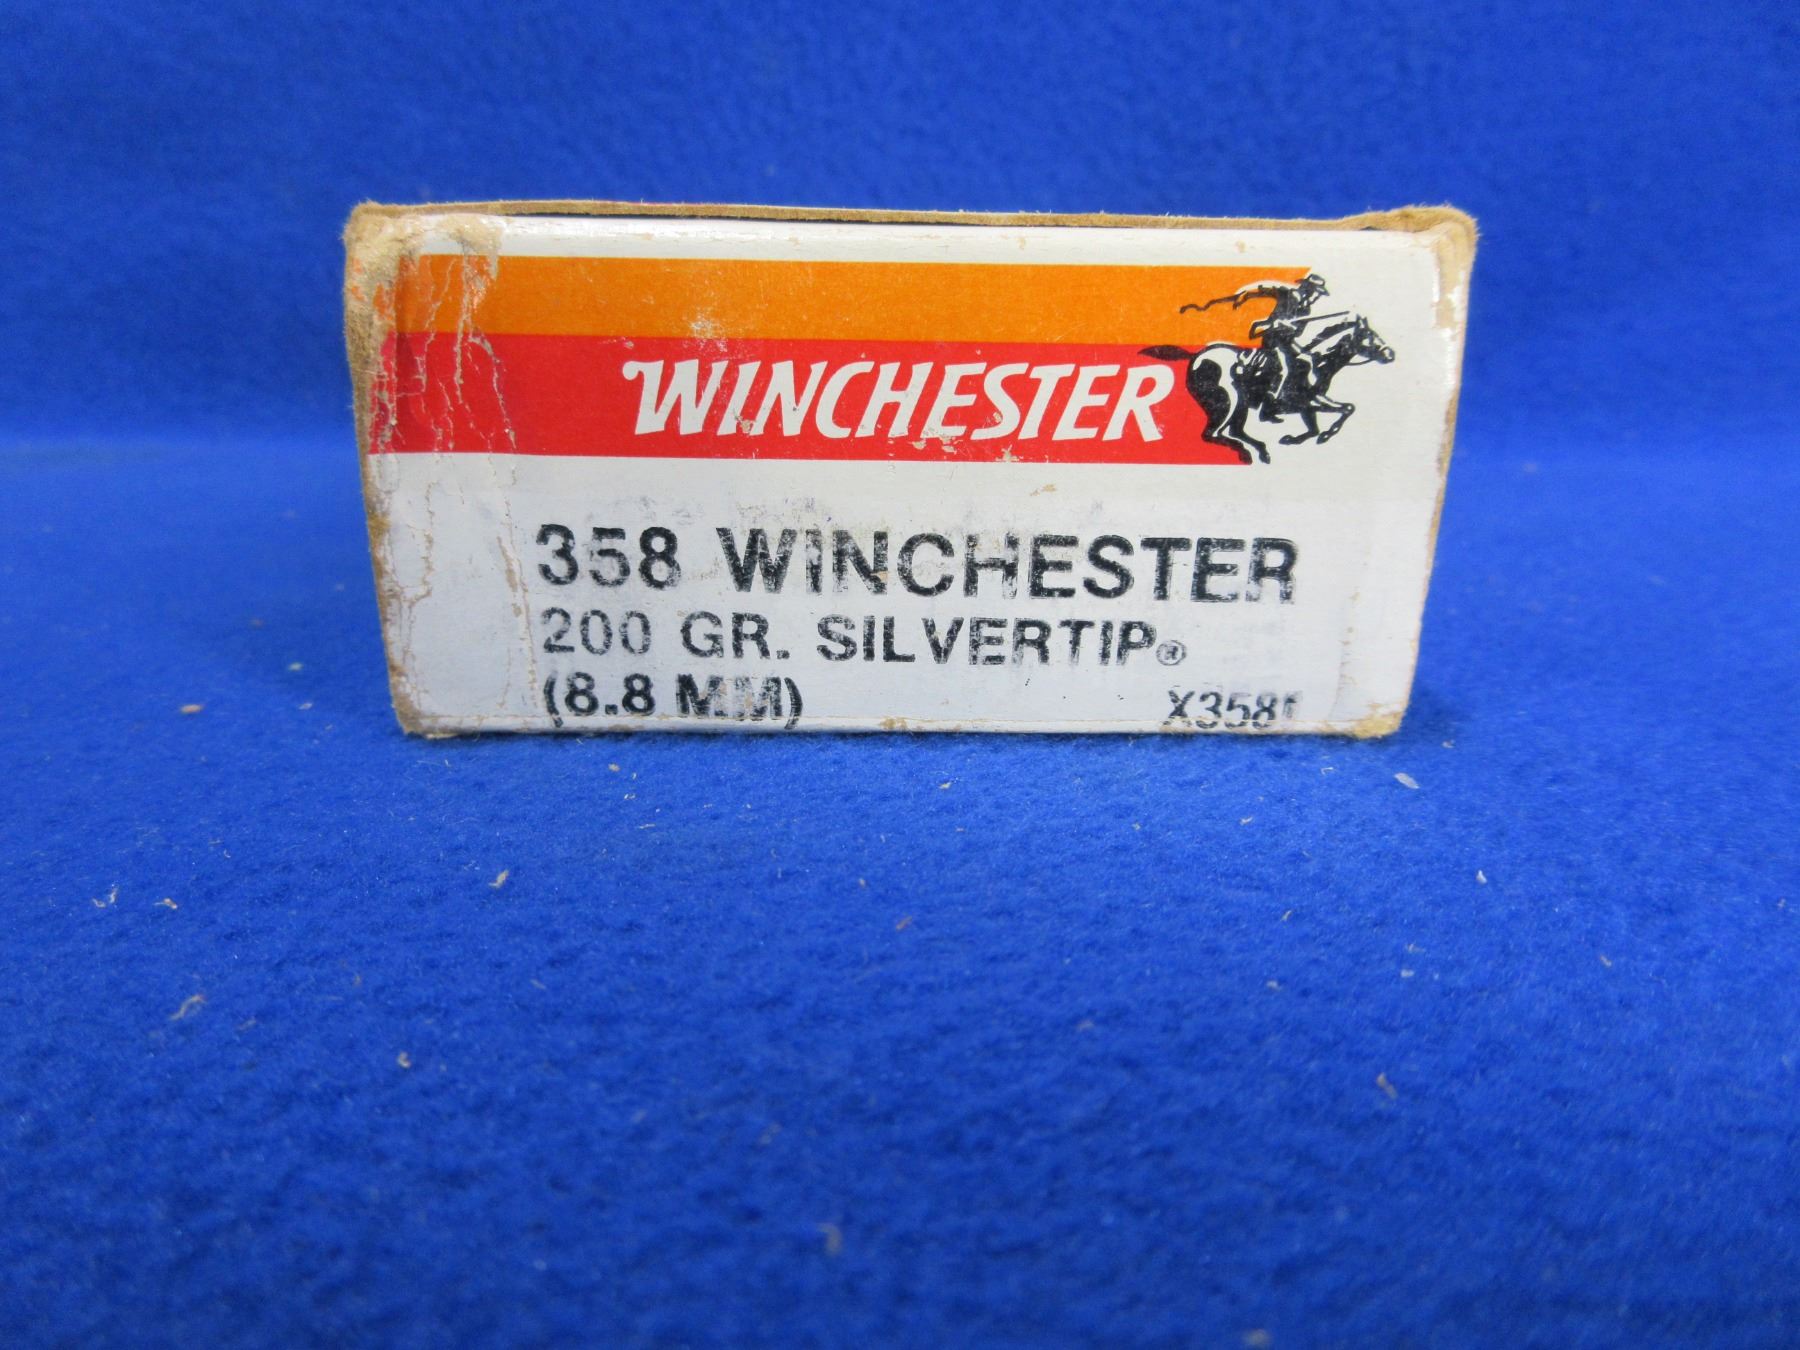 WINCHESTER
358 WINCHESTER
200 GR. SILVERTIP®
(8.8 MM)